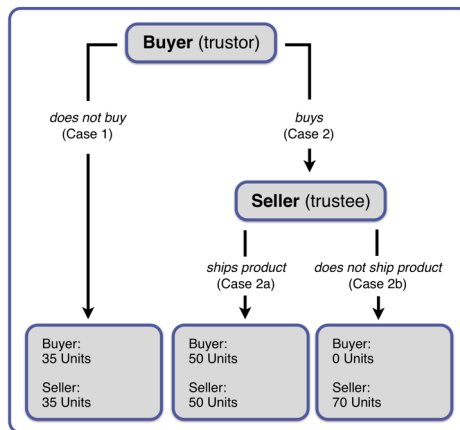 Buyer (trustor)
does not buy
(Case 1)
buys
(Case 2)
Seller (trustee)
ships product
(Case 2a)
does not ship product
(Case 2b)
Buyer:
35 Units
Seller:
35 Units
Buyer:
50 Units
Seller:
50 Units
Buyer:
0 Units
Seller:
70 Units